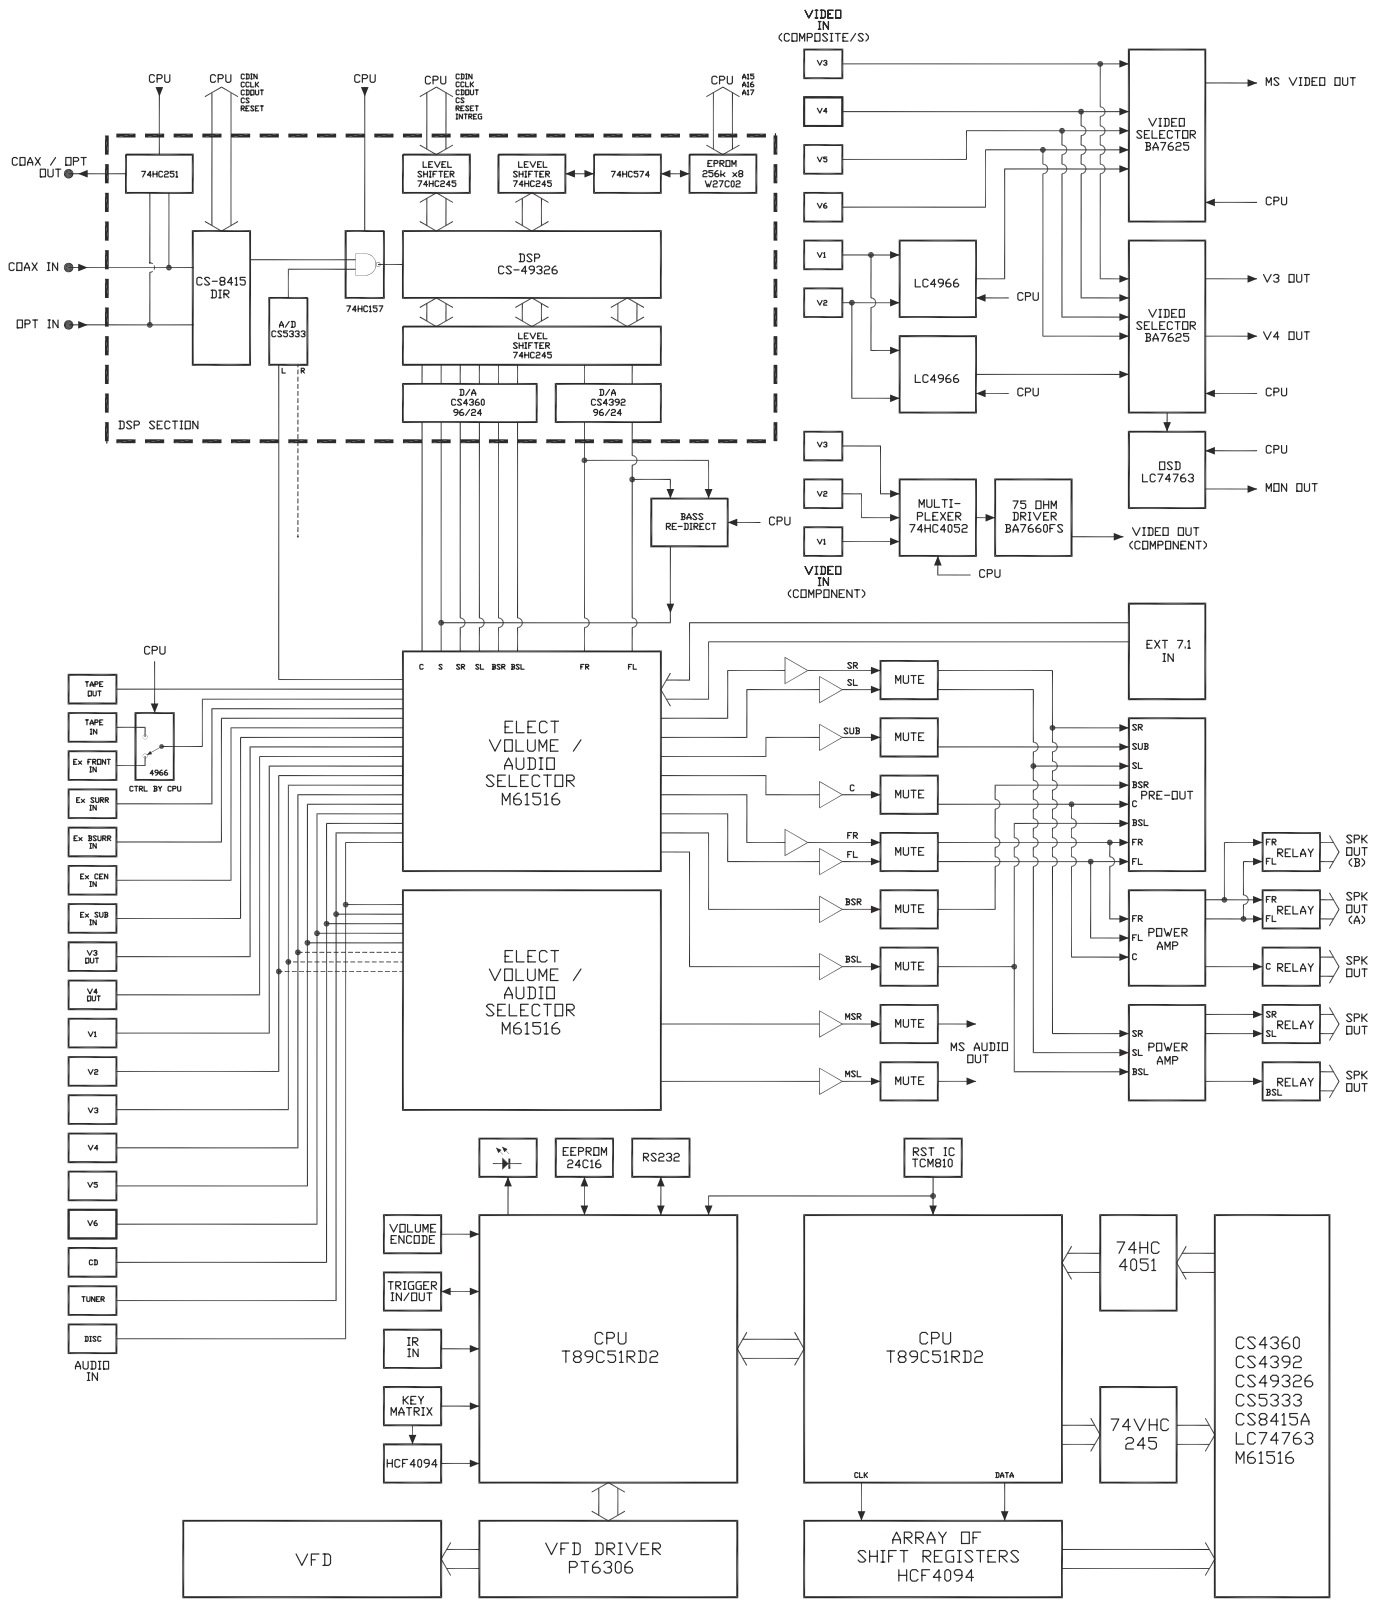 VIDEO
IN
(COMPOSITE/S)
CPU
CPU
CDIN
CCLK
CDOUT
CS
RESET
CPU
CPU
CDIN
CCLK
CDOUT
CS
RESET
INTREG
CPU
A15
A16
A17
COAX / OPT
OUT
74HC251
LEVEL
SHIFTER
74HC245
LEVEL
SHIFTER
74HC245
74HC574
EPROM
256k x8
W27C02
COAX IN
OPT IN
CS-8415
DIR
A/D
CS5333
L
R
74HC157
DSP
CS-49326
LEVEL
SHIFTER
74HC245
D/A
CS4360
96/24
D/A
CS4392
96/24
DSP SECTION
BASS
RE-DIRECT
CPU
V3
V4
V5
V6
V1
V2
VIDEO
SELECTOR
BA7625
MS VIDEO OUT
CPU
LC4966
CPU
LC4966
CPU
VIDEO
SELECTOR
BA7625
V3 OUT
V4 OUT
CPU
OSD
LC74763
CPU
MON OUT
V3
V2
V1
MULTI-
PLEXER
74HC4052
75 OHM
DRIVER
BA7660FS
VIDEO OUT
(COMPONENT)
CPU
VIDEO
IN
(COMPONENT)
EXT 7.1
IN
CPU
TAPE
OUT
TAPE
IN
Ex FRONT
IN
4966
CTRL BY CPU
Ex SURR
IN
Ex BSURR
IN
Ex CEN
IN
Ex SUB
IN
V3
OUT
V4
OUT
V1
V2
V3
V4
V5
V6
CD
TUNER
DISC
AUDIO
IN
C S SR SL BSR BSL FR FL
ELECT
VOLUME /
AUDIO
SELECTOR
M61516
ELECT
VOLUME /
AUDIO
SELECTOR
M61516
SR
SL
MUTE
SUB
MUTE
C
MUTE
FR
FL
MUTE
BSR
MUTE
BSL
MUTE
MSR
MUTE
MSL
MUTE
MS AUDIO
OUT
SR
SUB
SL
BSR
PRE-OUT
C
BSL
FR
FL
FR
FL
C
POWER
AMP
SR
SL
BSL
POWER
AMP
FR
FL
RELAY
SPK
OUT
(B)
FR
FL
RELAY
SPK
OUT
(A)
C RELAY
SPK
OUT
SR
SL
RELAY
SPK
OUT
RELAY
BSL
SPK
OUT
EEPROM
24C16
RS232
RST IC
TCM810
VOLUME
ENCODE
TRIGGER
IN/OUT
IR
IN
KEY
MATRIX
HCF4094
CPU
T89C51RD2
CPU
T89C51RD2
CLK
DATA
74HC
4051
74VHC
245
CS4360
CS4392
CS49326
CS5333
CS8415A
LC74763
M61516
VFD
VFD DRIVER
PT6306
ARRAY OF
SHIFT REGISTERS
HCF4094